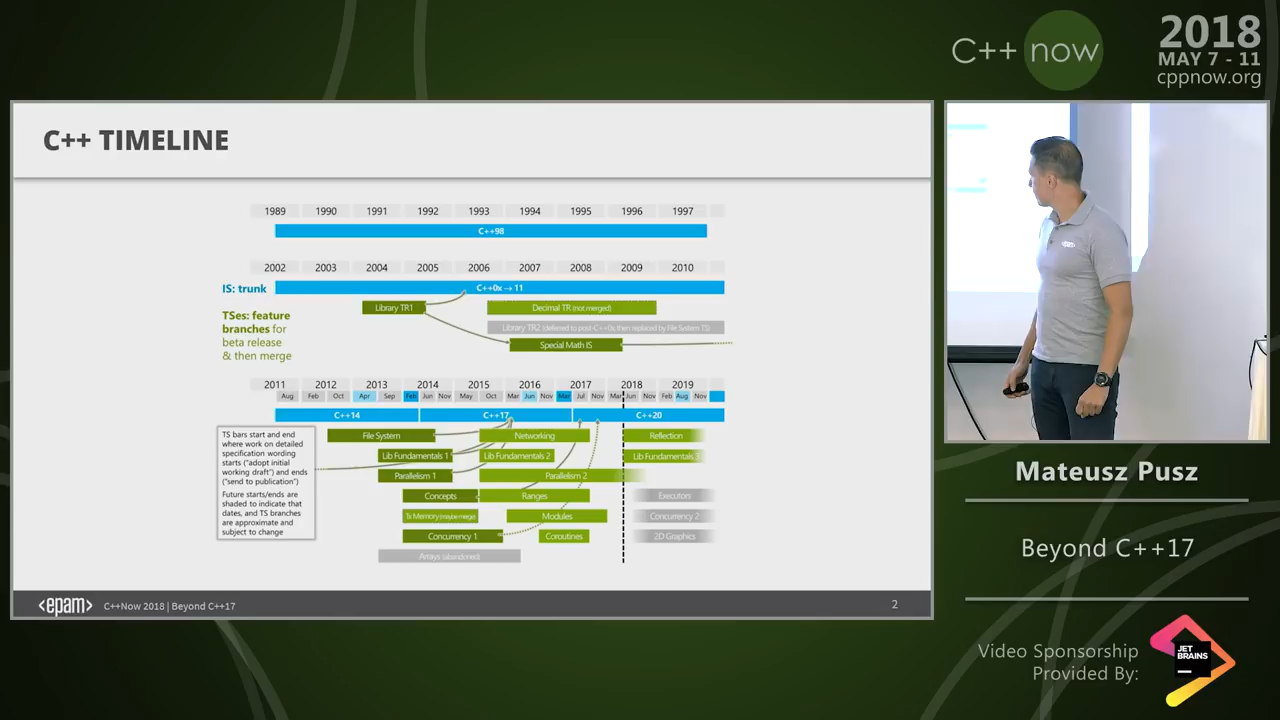 C++ now
2018
MAY 7 - 11
cppnow.org
C++ TIMELINE
1989 1990 1991 1992 1993 1994 1995 1996 1997
C++98
2002 2003 2004 2005 2006 2007 2008 2009 2010
IS: trunk
C++0x → 11
Library TR1
Decimal TR (not merged)
TSes: feature
branches for
beta release
& then merge
Library TR2 (deferred to post-C++0x, then replaced by File System TS)
Special Math IS
2011 2012 2013 2014 2015 2016 2017 2018 2019
Aug Feb Oct Apr Sep Feb Jun Nov May Oct Mar Jun Nov Mar Jul Nov Mar Jun Nov Feb Aug Nov
C++14 C++17 C++20
TS bars start and end
where work on detailed
specification wording
starts ("adopt initial
working draft") and ends
("send to publication")
Future starts/ends are
shaded to indicate that
dates, and TS branches
are approximate and
subject to change
File System Networking Reflection
Lib Fundamentals 1 Lib Fundamentals 2 Lib Fundamentals
Parallelism 1 Parallelism 2
Concepts Ranges Executors
Tx Memory (maybe merge) Modules Concurrency 2
Concurrency 1 Coroutines 2D Graphics
Arrays (abandoned)
<epam> C++Now 2018 | Beyond C++17 2
Mateusz Pusz
Beyond C++17
Video Sponsorship
Provided By:
JET
BRAINS